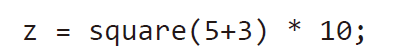 z = square(5+3) * 10;